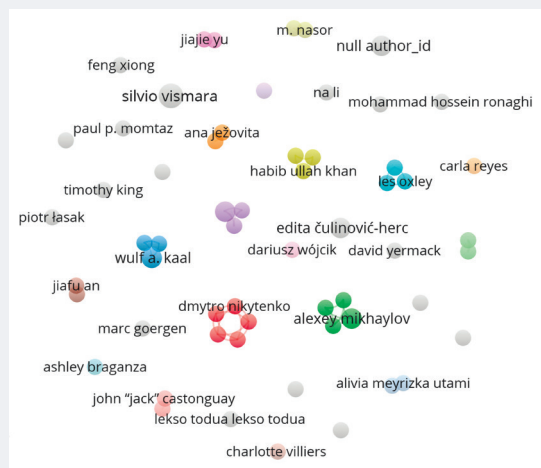 jiajie yu
m. nasor
null author_id
feng xiong
silvio vismara
na li
mohammad hossein ronaghi
paul p. momtaz
ana ježovita
habib ullah khan
les oxley
carla reyes
timothy king
piotr łasak
edita čulinović-herc
wulf a. kaal
dariusz wójcik
david yermack
jiafu an
dmytro nikytenko
alexey mikhaylov
marc goergen
ashley braganza
alivia meyrizka utami
john "jack" castonguay
lekso todua lekso todua
charlotte villiers